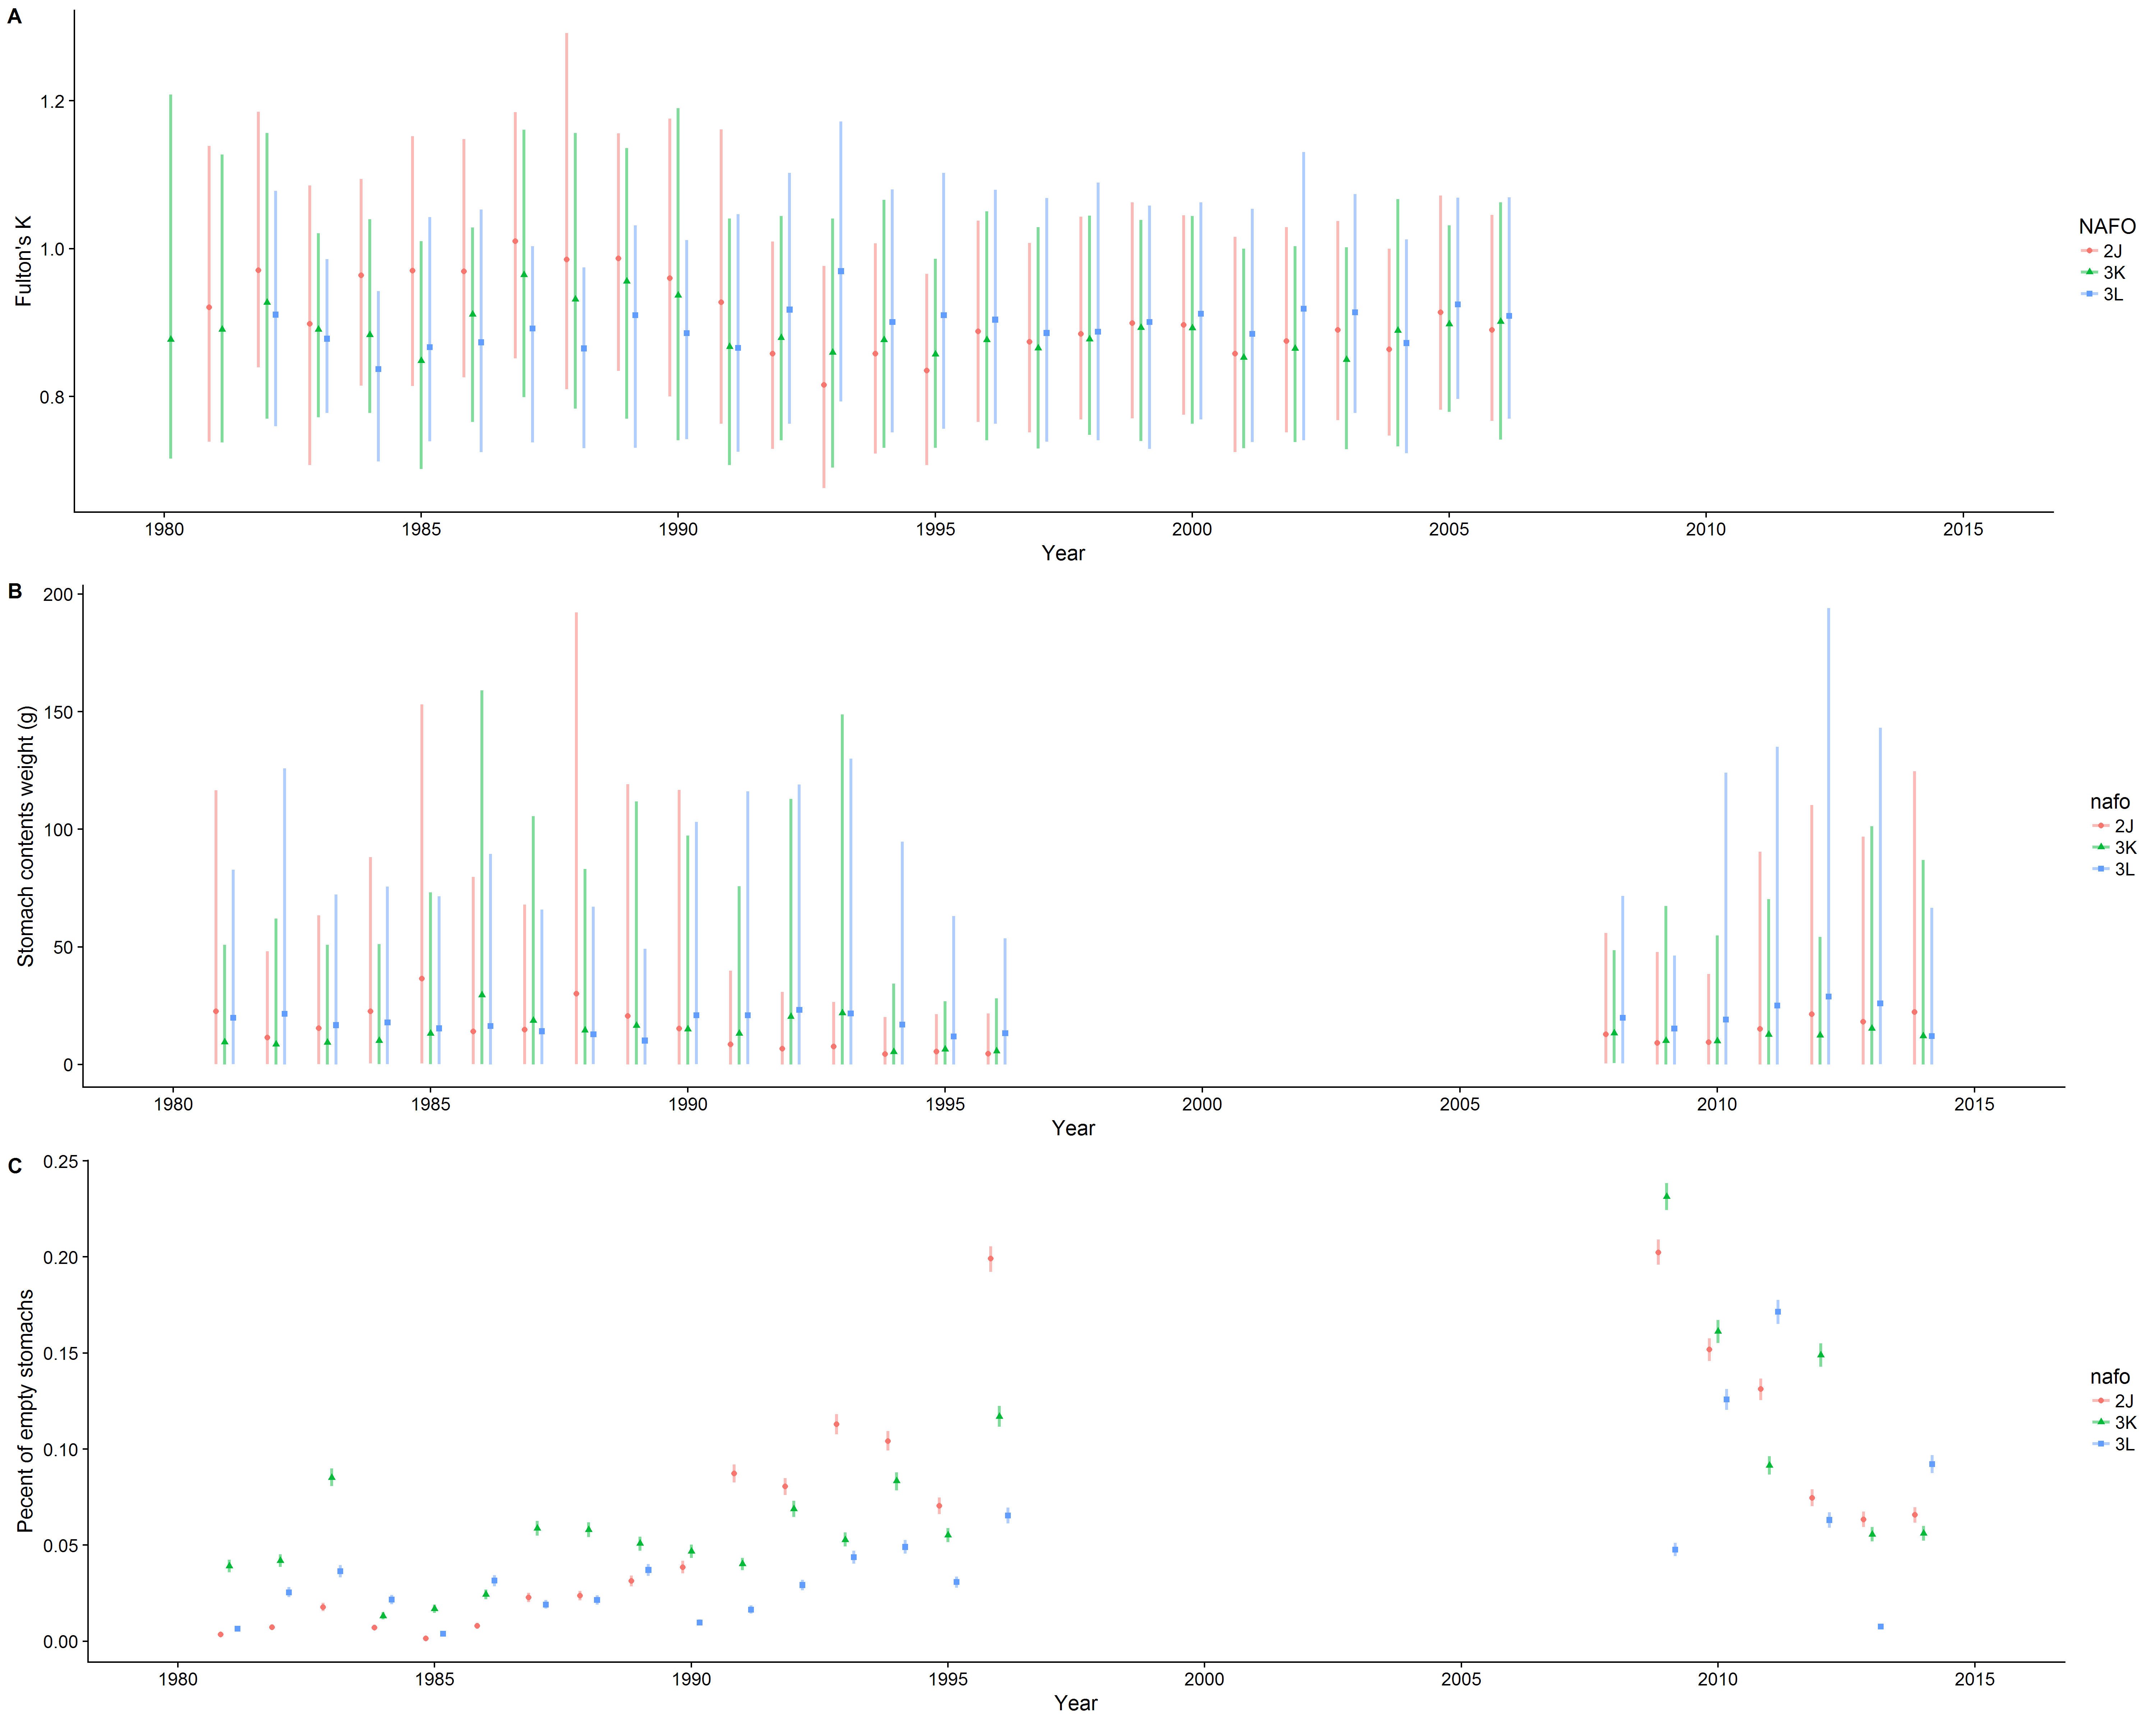 A
1.2
1.0
0.8
Fulton's K
1980 1985 1990 1995 2000 2005 2010 2015
Year
NAFO
2J
3K
3L
B
200
150
100
50
0
Stomach contents weight (g)
1980 1985 1990 1995 2000 2005 2010 2015
Year
nafo
2J
3K
3L
C
0.25
0.20
0.15
0.10
0.05
0.00
Pecent of empty stomachs
1980 1985 1990 1995 2000 2005 2010 2015
Year
nafo
2J
3K
3L